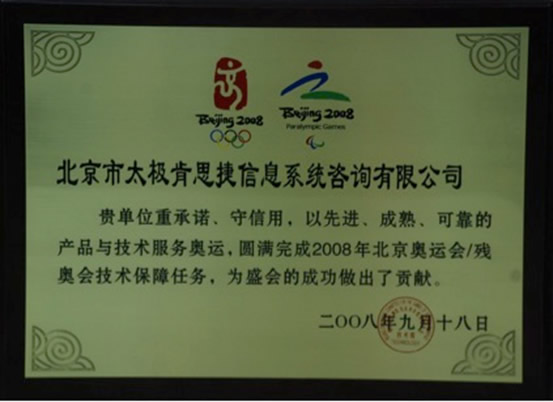 Beijing 2008
Beijing 2008
Paralympic Games
北京市太极肯思捷信息系统咨询有限公司
贵单位重承诺、守信用，以先进、成熟、可靠的
产品与技术服务奥运，圆满完成2008年北京奥运会/残
奥会技术保障任务，为盛会的成功做出了贡献。
二〇〇八年九月十八日